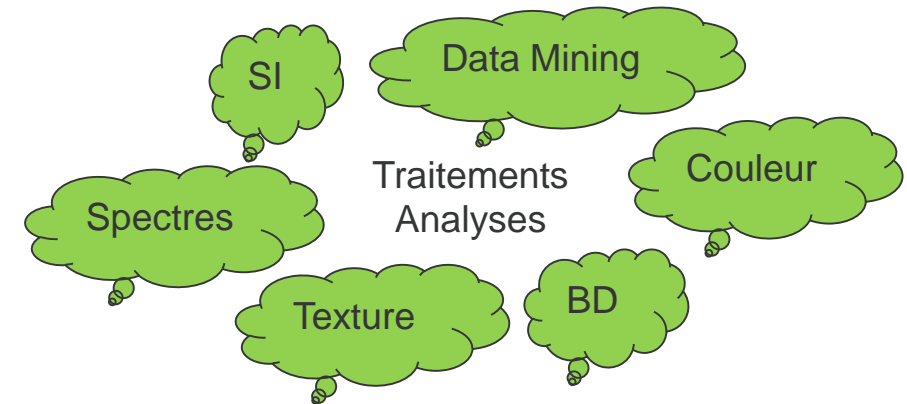 SI
Data Mining
Couleur
Traitements
Analyses
Spectres
BD
Texture